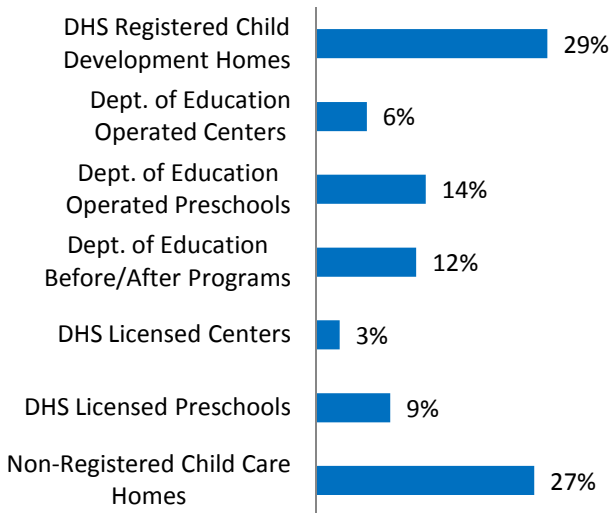 DHS Registered Child
Development Homes
29%
Dept. of Education
Operated Centers
6%
Dept. of Education
Operated Preschools
14%
Dept. of Education
Before/After Programs
12%
DHS Licensed Centers
3%
DHS Licensed Preschools
9%
Non-Registered Child Care
Homes
27%